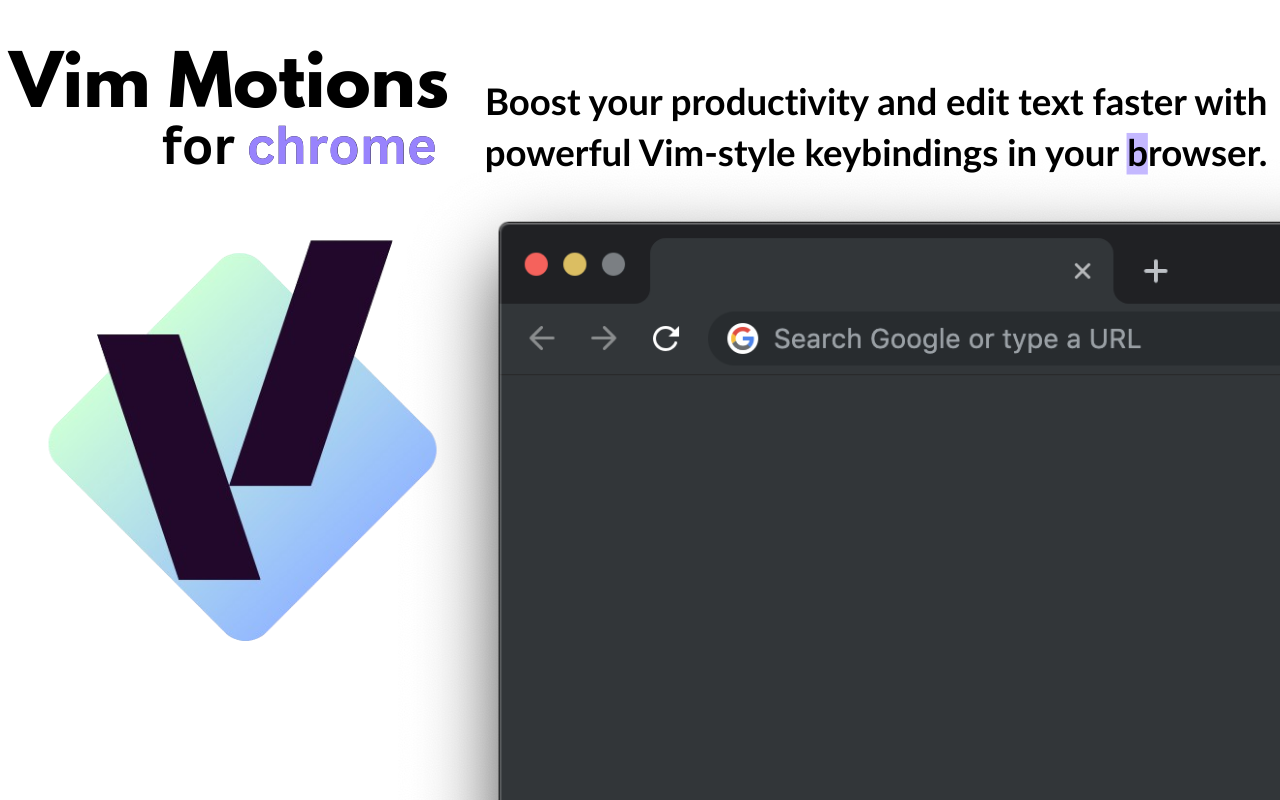 Vim Motions
for chrome
Boost your productivity and edit text faster with
powerful Vim-style keybindings in your browser.
Search Google or type a URL